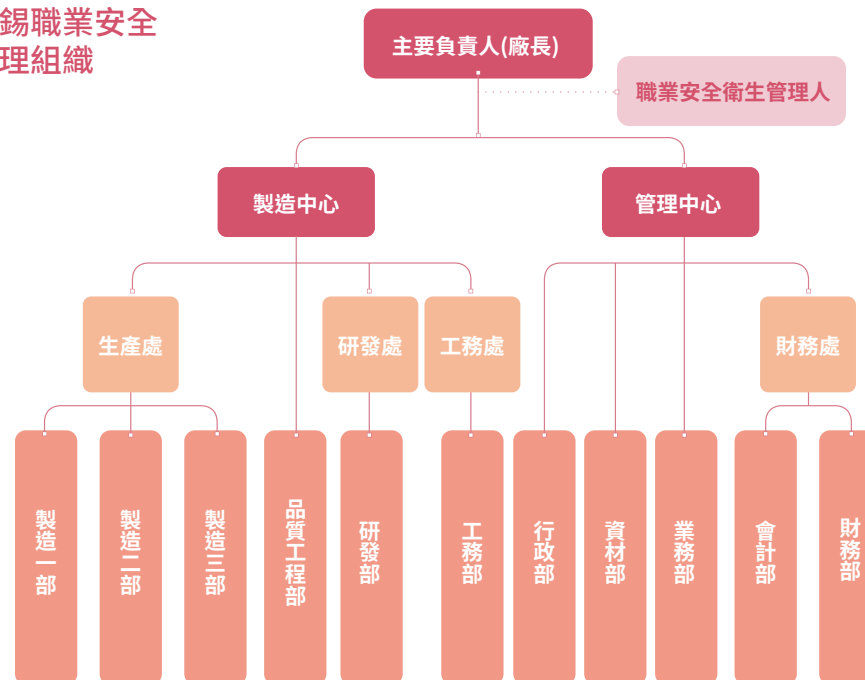 錫職業安全
理組織
主要負責人(廠長)
職業安全衛生管理人
製造中心
管理中心
生產處
研發處
工務處
財務處
製造一部
製造二部
製造三部
品質工程部
研發部
工務部
行政部
資材部
業務部
會計部
財務部